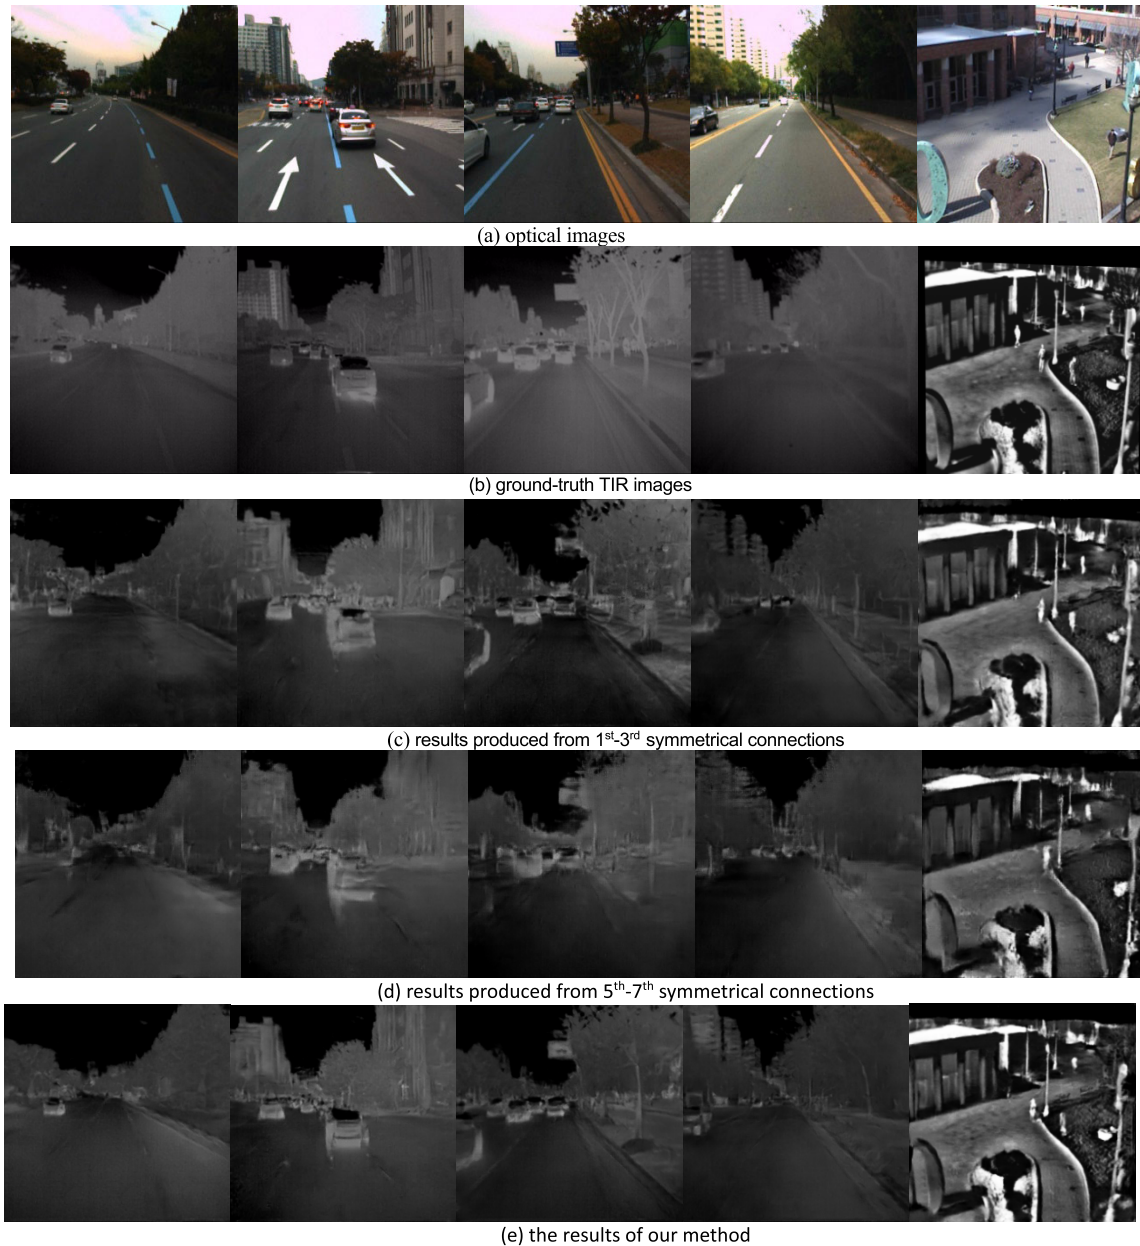 (a) optical images
(b) ground-truth TIR images
(c) results produced from 1st-3rd symmetrical connections
(d) results produced from 5th-7th symmetrical connections
(e) the results of our method